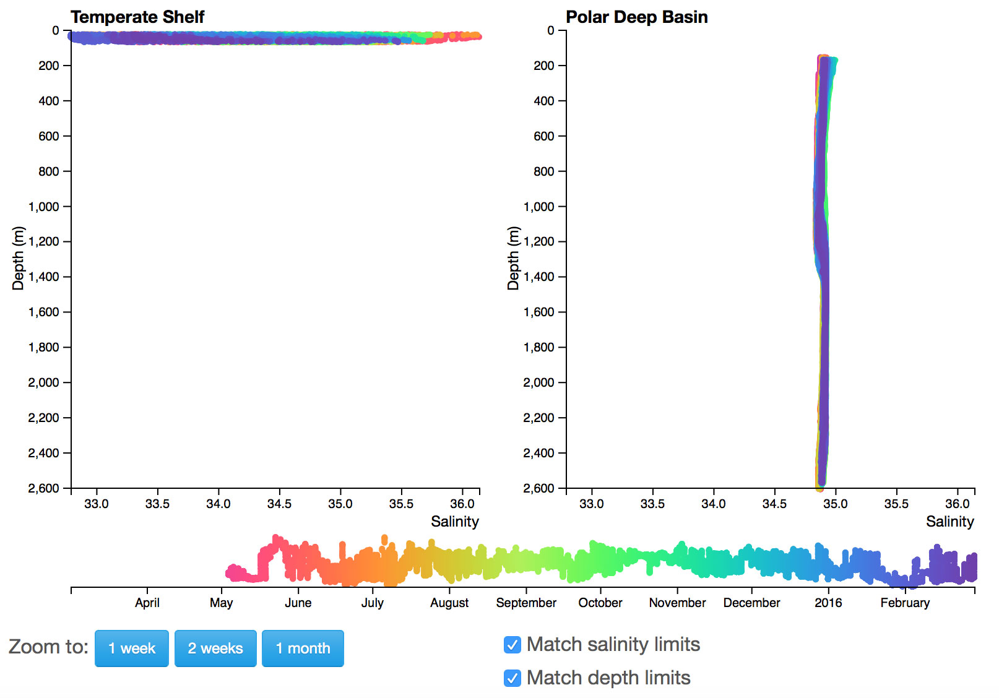 Temperate Shelf
0
200
400
600
800
1,000
1,200
1,400
1,600
1,800
2,000
2,200
2,400
2,600
Depth (m)
33.0 33.5 34.0 34.5 35.0 35.5 36.0
Salinity
Polar Deep Basin
0
200
400
600
800
1,000
1,200
1,400
1,600
1,800
2,000
2,200
2,400
2,600
Depth (m)
33.0 33.5 34.0 34.5 35.0 35.5 36.0
Salinity
April May June July August September October November December 2016 February
Zoom to: 1 week 2 weeks 1 month
Match salinity limits
Match depth limits